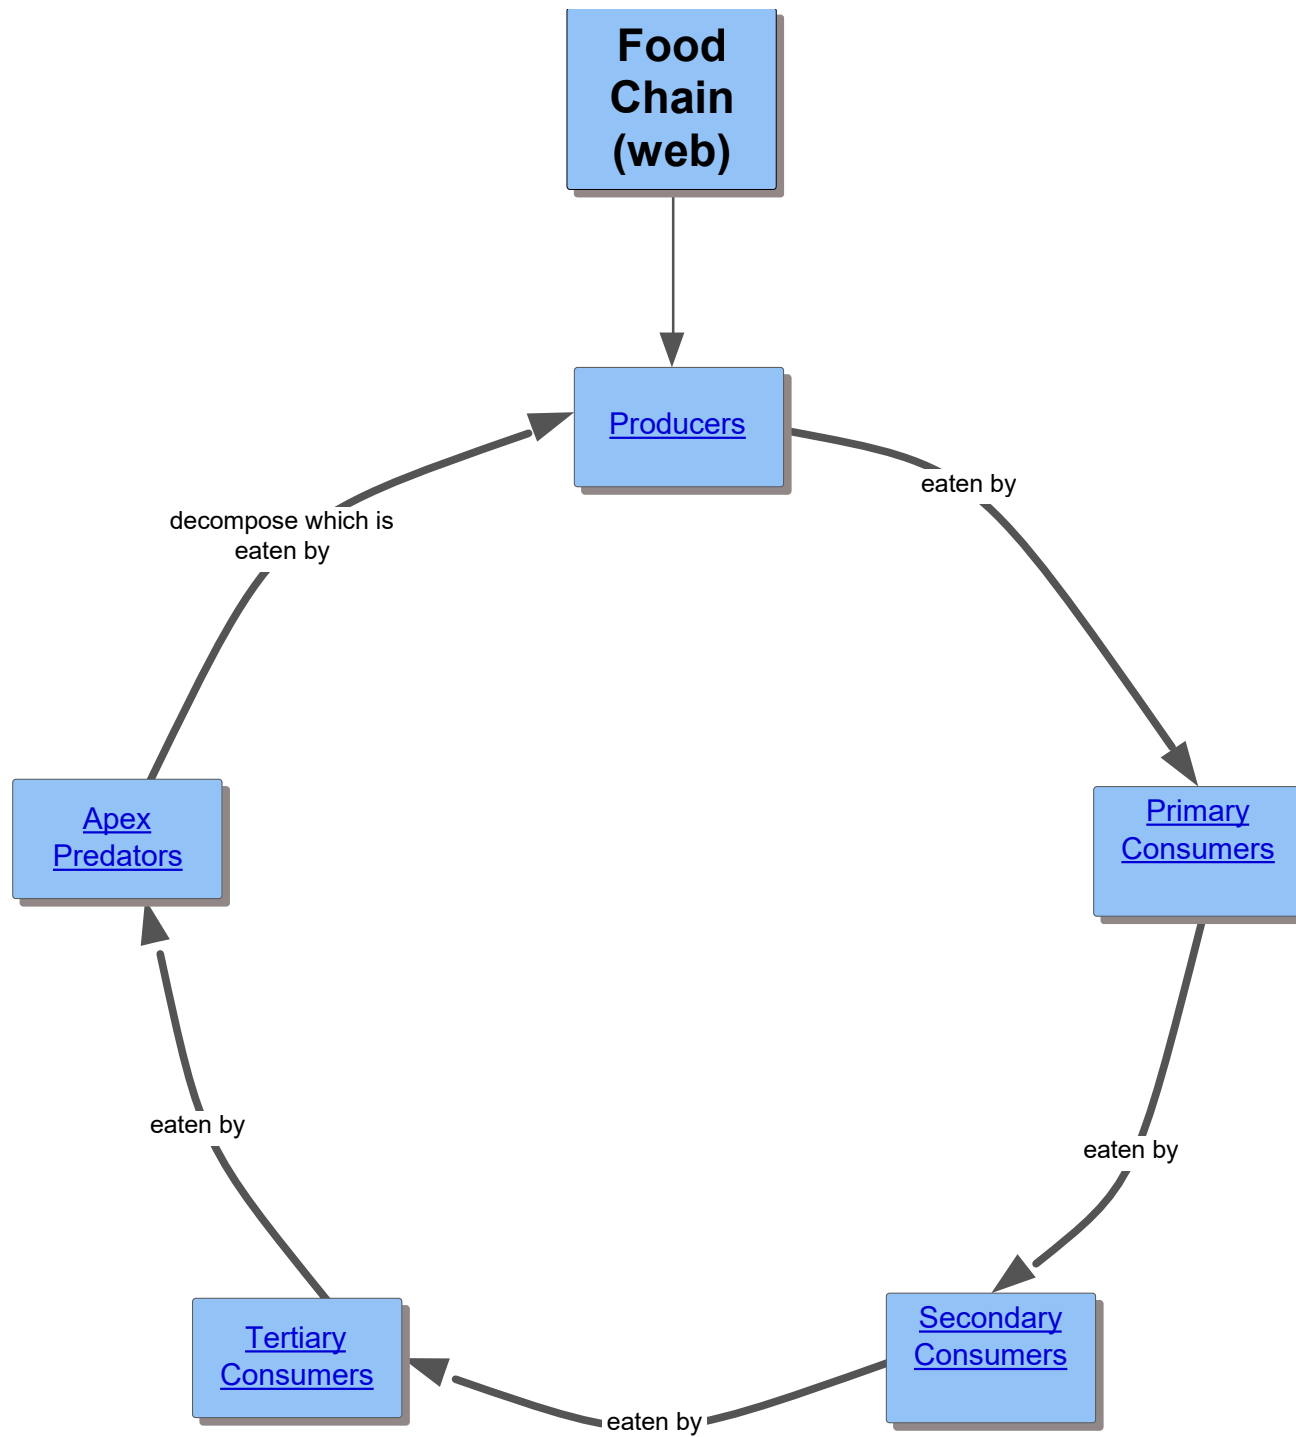 Food
Chain
(web)
Producers
eaten by
decompose which is
eaten by
Primary
Consumers
Apex
Predators
eaten by
eaten by
Secondary
Consumers
Tertiary
Consumers
eaten by